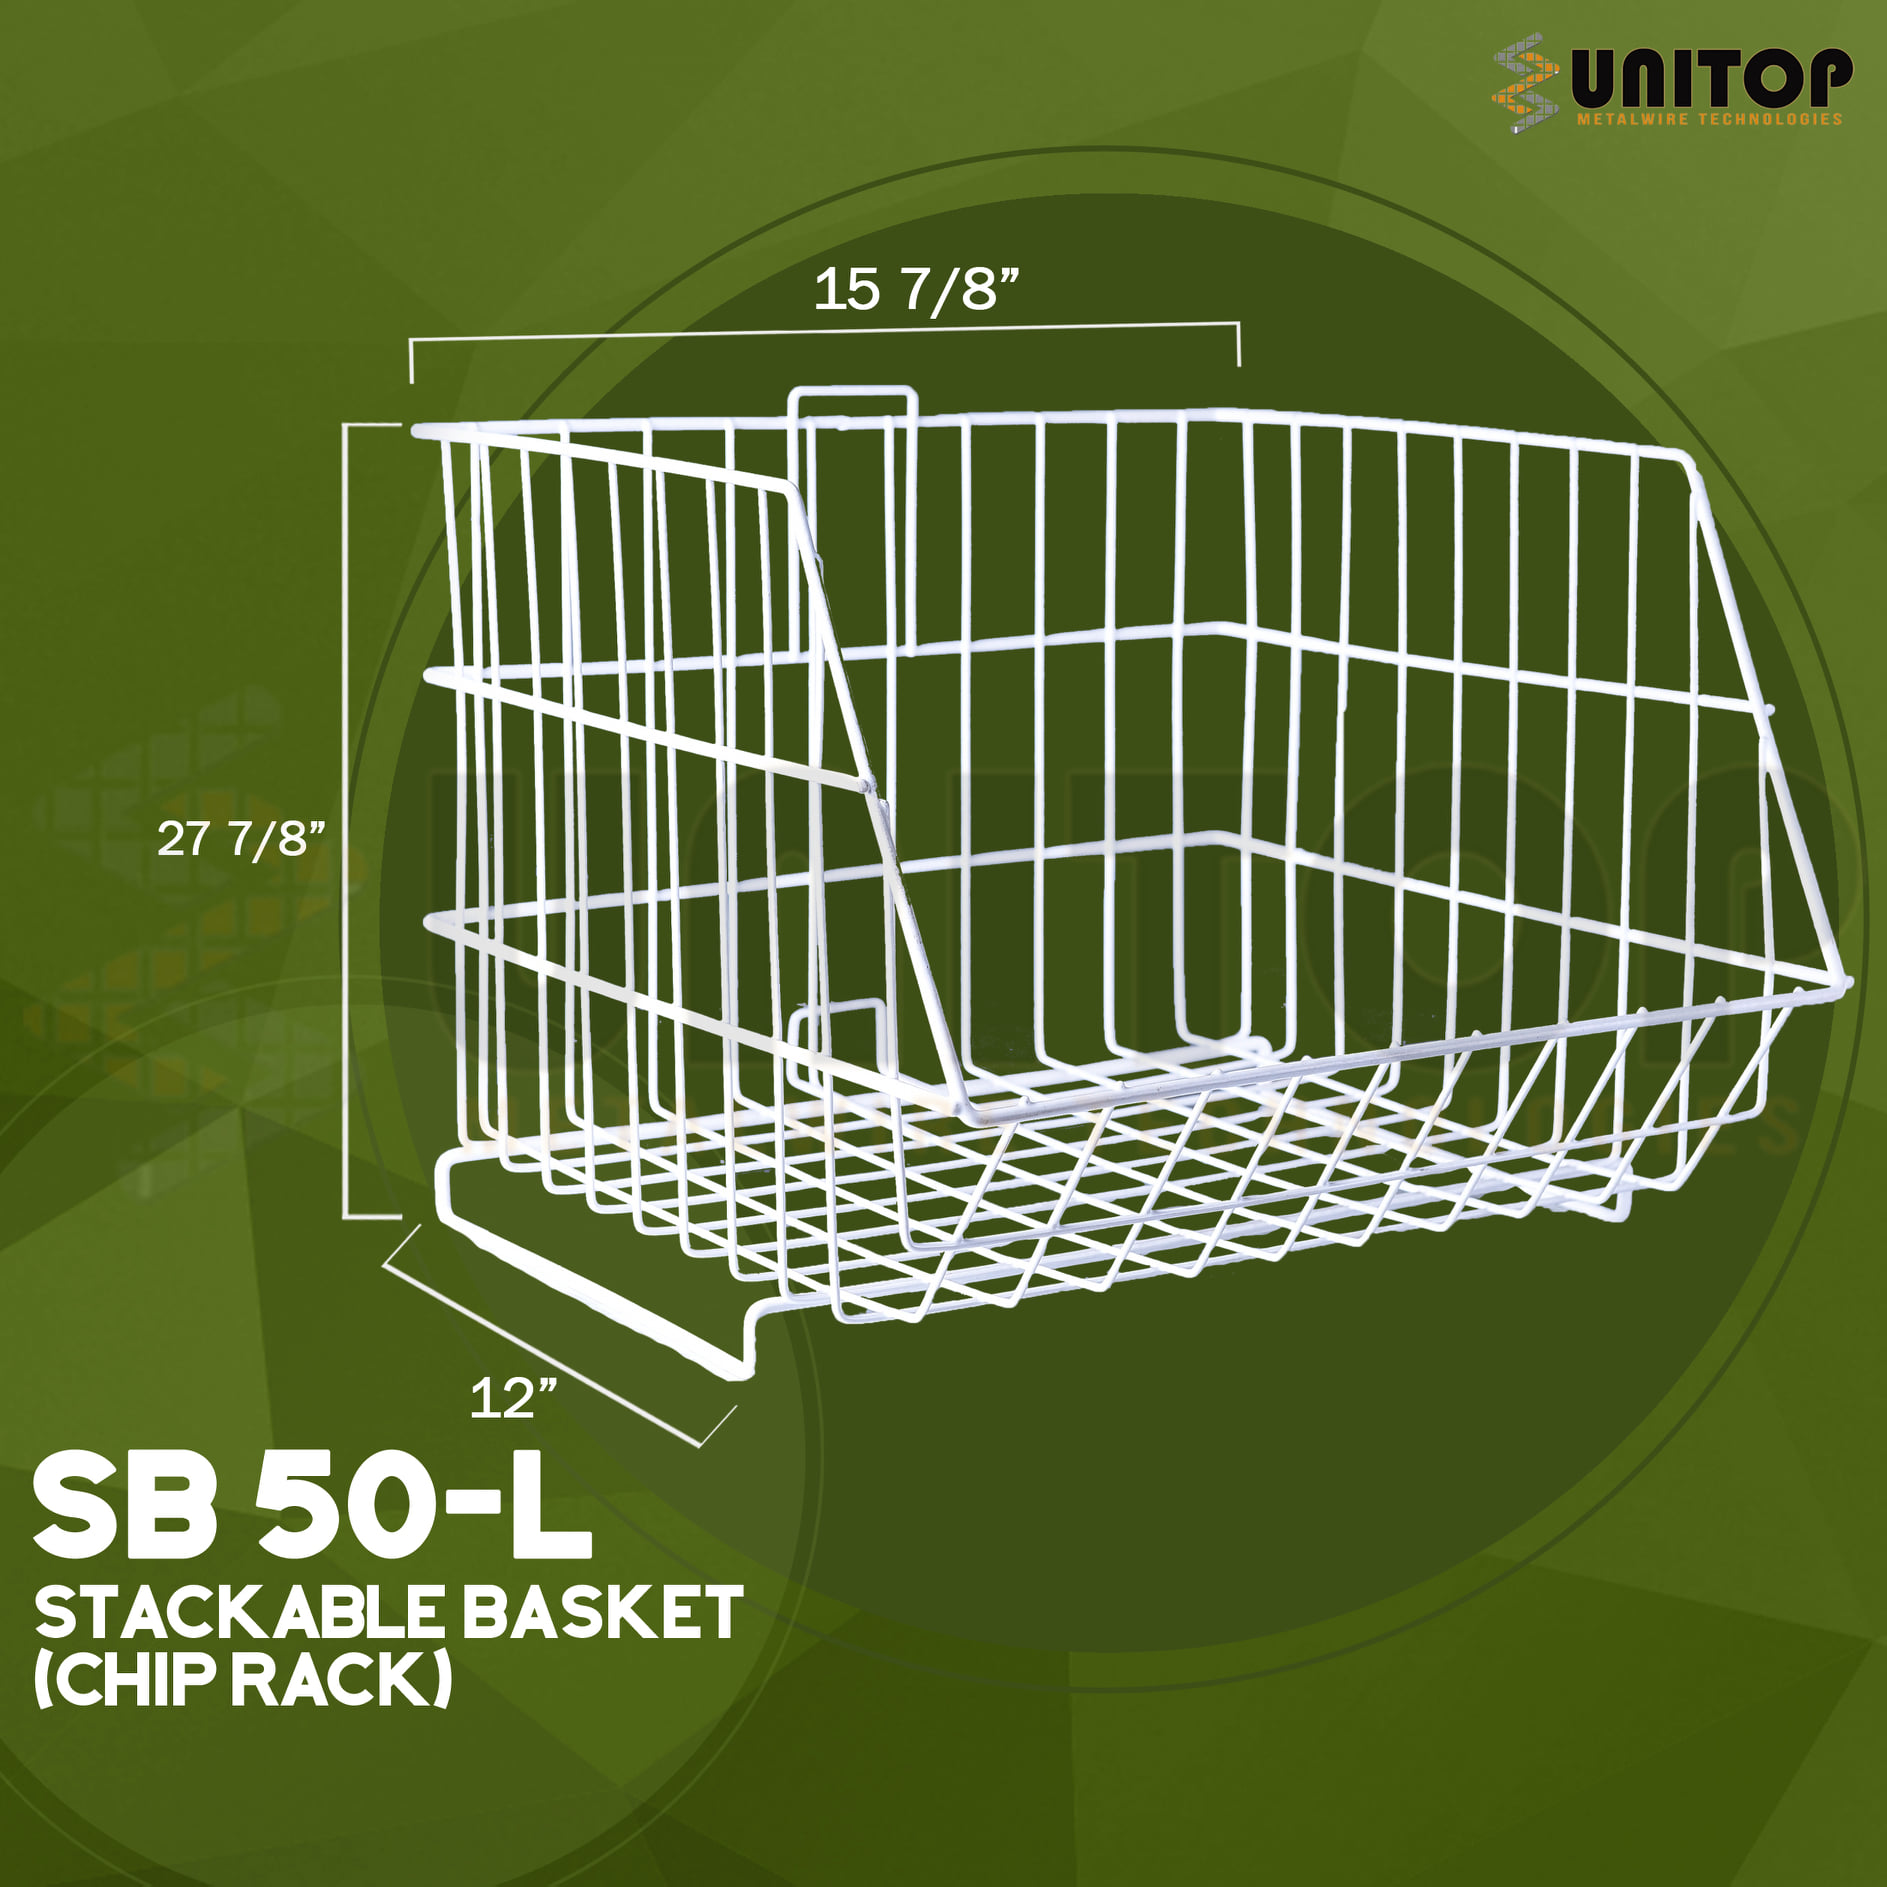 UNITOP
METALWIRE TECHNOLOGIES
15 7/8”
27 7/8”
12”
SB 50-L
STACKABLE BASKET
(CHIP RACK)